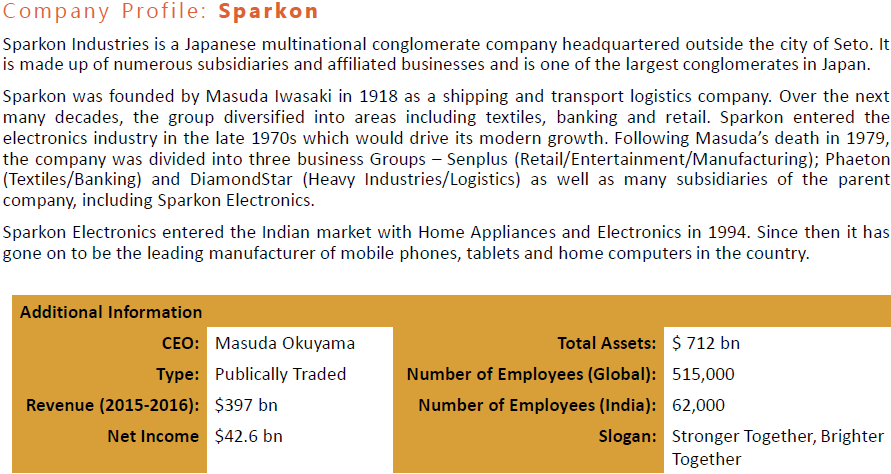 Company Profile: Sparkon
Sparkon Industries is a Japanese multinational conglomerate company headquartered outside the city of Seto. It
is made up of numerous subsidiaries and affiliated businesses and is one of the largest conglomerates in Japan.
Sparkon was founded by Masuda Iwasaki in 1918 as a shipping and transport logistics company. Over the next
many decades, the group diversified into areas including textiles, banking and retail. Sparkon entered the
electronics industry in the late 1970s which would drive its modern growth. Following Masuda’s death in 1979,
the company was divided into three business Groups – Senplus (Retail/Entertainment/Manufacturing); Phaeton
(Textiles/Banking) and DiamondStar (Heavy Industries/Logistics) as well as many subsidiaries of the parent
company, including Sparkon Electronics.
Sparkon Electronics entered the Indian market with Home Appliances and Electronics in 1994. Since then it has
gone on to be the leading manufacturer of mobile phones, tablets and home computers in the country.
Additional Information
CEO: Masuda Okuyama
Total Assets: $ 712 bn
Type: Publically Traded
Number of Employees (Global): 515,000
Revenue (2015-2016): $397 bn
Number of Employees (India): 62,000
Net Income $42.6 bn
Slogan: Stronger Together, Brighter
Together